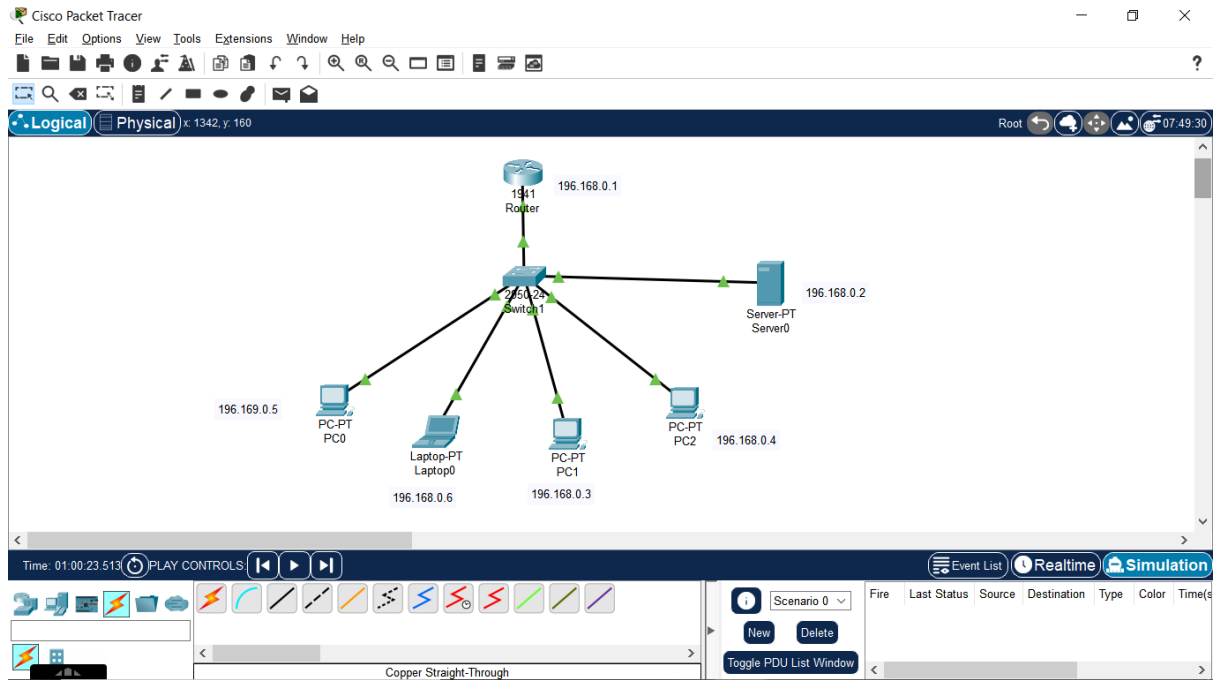 Cisco Packet Tracer
File Edit Options View Tools Extensions Window Help
?
Logical Physical x: 1342, y: 160 Root 07:49:30
1941
Router
196.168.0.1
2950-24
Switch1
Server-PT
Server0
196.168.0.2
196.169.0.5
PC-PT
PC0
Laptop-PT
Laptop0
196.168.0.6
PC-PT
PC1
196.168.0.3
PC-PT
PC2
196.168.0.4
Time: 01:00:23.513 PLAY CONTROLS: Event List Realtime Simulation
Scenario 0
New Delete
Toggle PDU List Window
Fire Last Status Source Destination Type Color Time(s
Copper Straight-Through